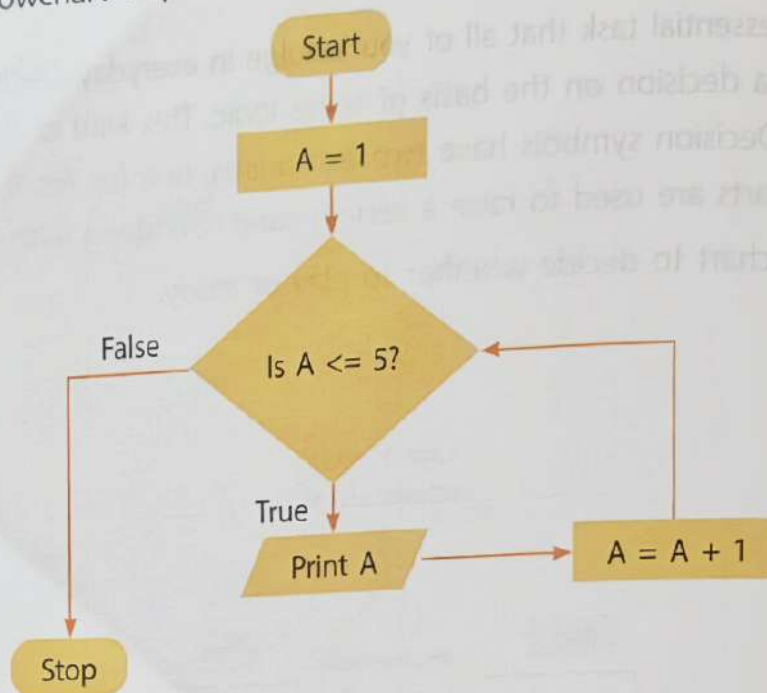 Start
A = 1
Is A <= 5?
False
True
Print A
A = A + 1
Stop